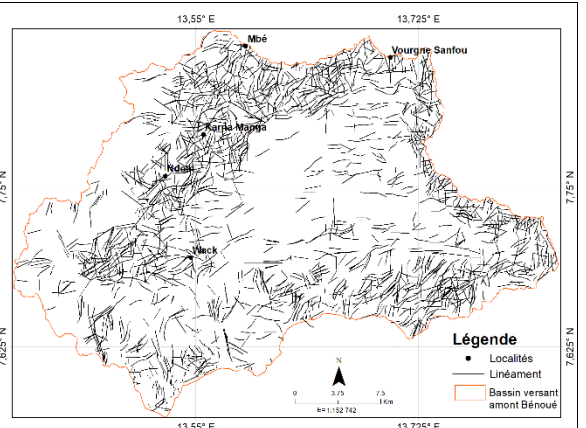 13,55° E 13,725° E
Mbé
Vourgne Sanfou
Karna Manga
7,75° N 7,75° N
Wack
7,625° N 7,625° N
Légende
Localités
Linéament
Bassin versant
amont Bénoué
N
0 3.75 7.5
Km
E=1:152 742
13,55° E 13,725° E